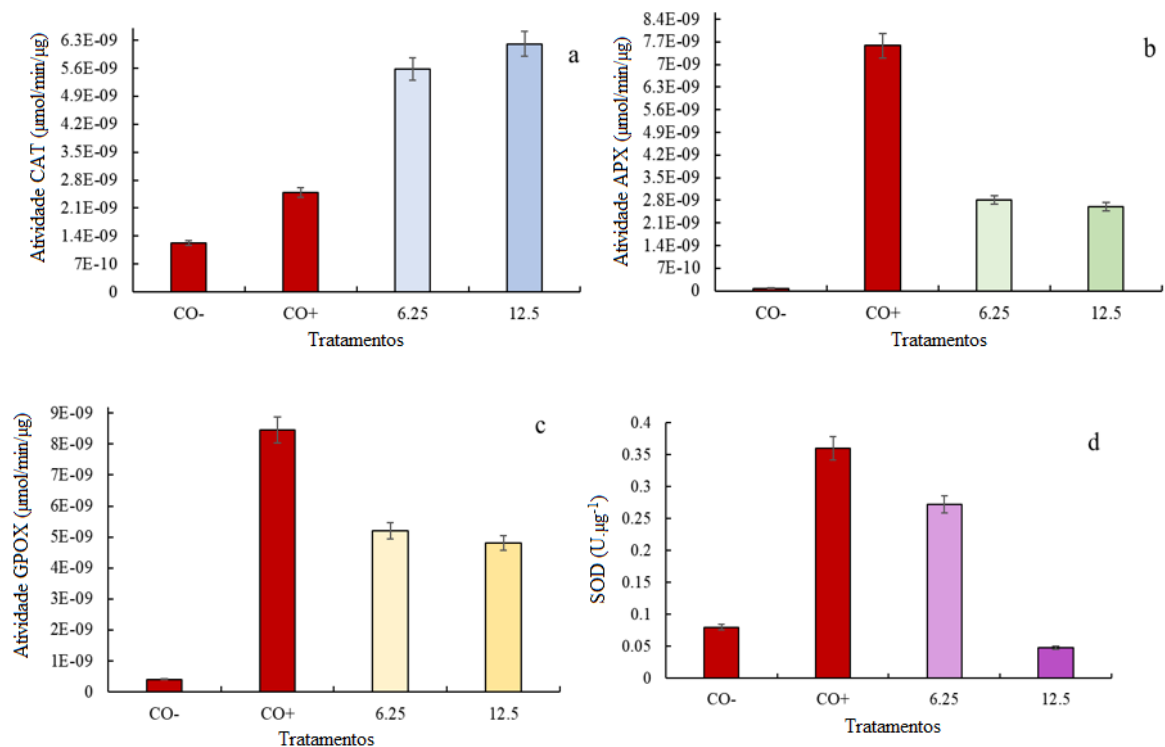 a
Atividade CAT (µmol/min/µg)
6.3E-09
5.6E-09
4.9E-09
4.2E-09
3.5E-09
2.8E-09
2.1E-09
1.4E-09
7E-10
0
CO- CO+ 6.25 12.5
Tratamentos
b
Atividade APX (µmol/min/µg)
8.4E-09
7.7E-09
7E-09
6.3E-09
5.6E-09
4.9E-09
4.2E-09
3.5E-09
2.8E-09
2.1E-09
1.4E-09
7E-10
0
CO- CO+ 6.25 12.5
Tratamentos
c
Atividade GPOX (µmol/min/µg)
9E-09
8E-09
7E-09
6E-09
5E-09
4E-09
3E-09
2E-09
1E-09
0
CO- CO+ 6.25 12.5
Tratamentos
d
SOD (U.µg⁻¹)
0.4
0.35
0.3
0.25
0.2
0.15
0.1
0.05
0
CO- CO+ 6.25 12.5
Tratamentos